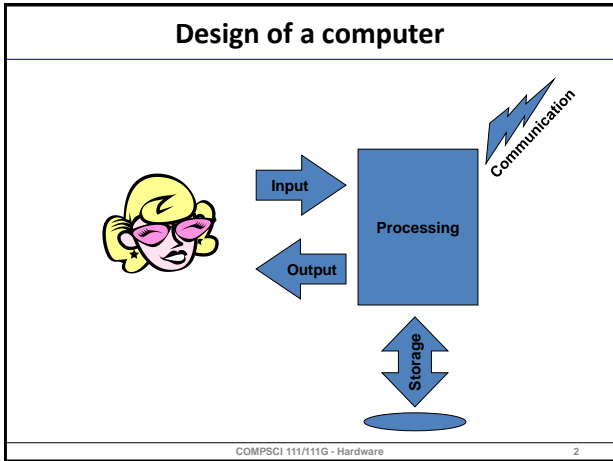 Design of a computer
Communication
Input
Processing
Output
Storage
COMPSCI 111/111G - Hardware 2